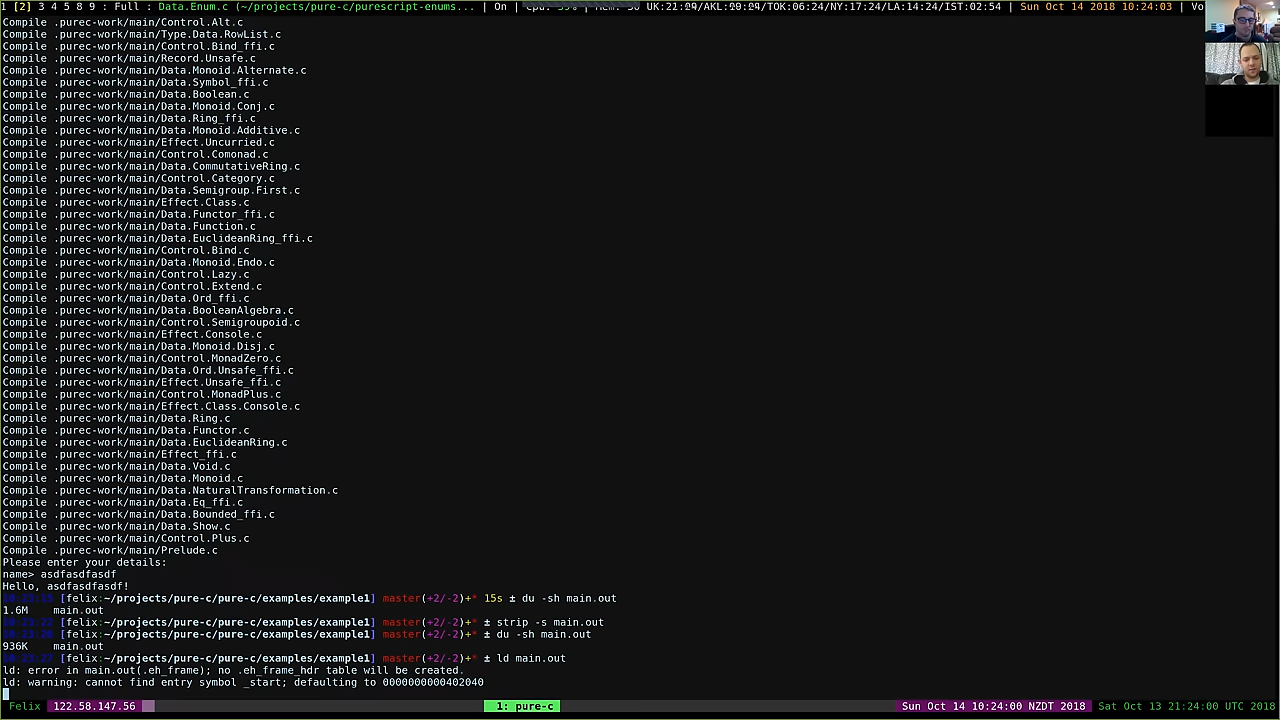 1 [2] 3 4 5 8 9 : Full : Data.Enum.c (~/projects/pure-c/purescript-enums... | On | UK:21:24/AKL: /TOK:06:24/NY:17:24/LA:14:24/IST:02:54 | Sun Oct 14 2018 10:24:03 | Vo
Compile .purec-work/main/Control.Alt.c
Compile .purec-work/main/Type.Data.RowList.c
Compile .purec-work/main/Control.Bind_ffi.c
Compile .purec-work/main/Record.Unsafe.c
Compile .purec-work/main/Data.Monoid.Alternate.c
Compile .purec-work/main/Data.Symbol_ffi.c
Compile .purec-work/main/Data.Boolean.c
Compile .purec-work/main/Data.Monoid.Conj.c
Compile .purec-work/main/Data.Ring_ffi.c
Compile .purec-work/main/Data.Monoid.Additive.c
Compile .purec-work/main/Effect.Uncurried.c
Compile .purec-work/main/Control.Comonad.c
Compile .purec-work/main/Data.CommutativeRing.c
Compile .purec-work/main/Control.Category.c
Compile .purec-work/main/Data.Semigroup.First.c
Compile .purec-work/main/Effect.Class.c
Compile .purec-work/main/Data.Functor_ffi.c
Compile .purec-work/main/Data.Function.c
Compile .purec-work/main/Data.EuclideanRing_ffi.c
Compile .purec-work/main/Control.Bind.c
Compile .purec-work/main/Data.Monoid.Endo.c
Compile .purec-work/main/Control.Lazy.c
Compile .purec-work/main/Control.Extend.c
Compile .purec-work/main/Data.Ord_ffi.c
Compile .purec-work/main/Data.BooleanAlgebra.c
Compile .purec-work/main/Control.Semigroupoid.c
Compile .purec-work/main/Effect.Console.c
Compile .purec-work/main/Data.Monoid.Disj.c
Compile .purec-work/main/Control.MonadZero.c
Compile .purec-work/main/Data.Ord.Unsafe_ffi.c
Compile .purec-work/main/Effect.Unsafe_ffi.c
Compile .purec-work/main/Control.MonadPlus.c
Compile .purec-work/main/Effect.Class.Console.c
Compile .purec-work/main/Data.Ring.c
Compile .purec-work/main/Data.Functor.c
Compile .purec-work/main/Data.EuclideanRing.c
Compile .purec-work/main/Effect_ffi.c
Compile .purec-work/main/Data.Void.c
Compile .purec-work/main/Data.Monoid.c
Compile .purec-work/main/Data.NaturalTransformation.c
Compile .purec-work/main/Data.Eq_ffi.c
Compile .purec-work/main/Data.Bounded_ffi.c
Compile .purec-work/main/Data.Show.c
Compile .purec-work/main/Control.Plus.c
Compile .purec-work/main/Prelude.c
Please enter your details:
name> asdfasdfasdf
Hello, asdfasdfasdf!
[felix:~/projects/pure-c/pure-c/examples/example1] master(+2/-2)+* 15s ± du -sh main.out
1.6M main.out
[felix:~/projects/pure-c/pure-c/examples/example1] master(+2/-2)+* ± strip -s main.out
[felix:~/projects/pure-c/pure-c/examples/example1] master(+2/-2)+* ± du -sh main.out
936K main.out
[felix:~/projects/pure-c/pure-c/examples/example1] master(+2/-2)+* ± ld main.out
ld: error in main.out(.eh_frame); no .eh_frame_hdr table will be created.
ld: warning: cannot find entry symbol _start; defaulting to 0000000000402040
Felix 122.58.147.56 1: pure-c Sun Oct 14 10:24:00 NZDT 2018 Sat Oct 13 21:24:00 UTC 2018